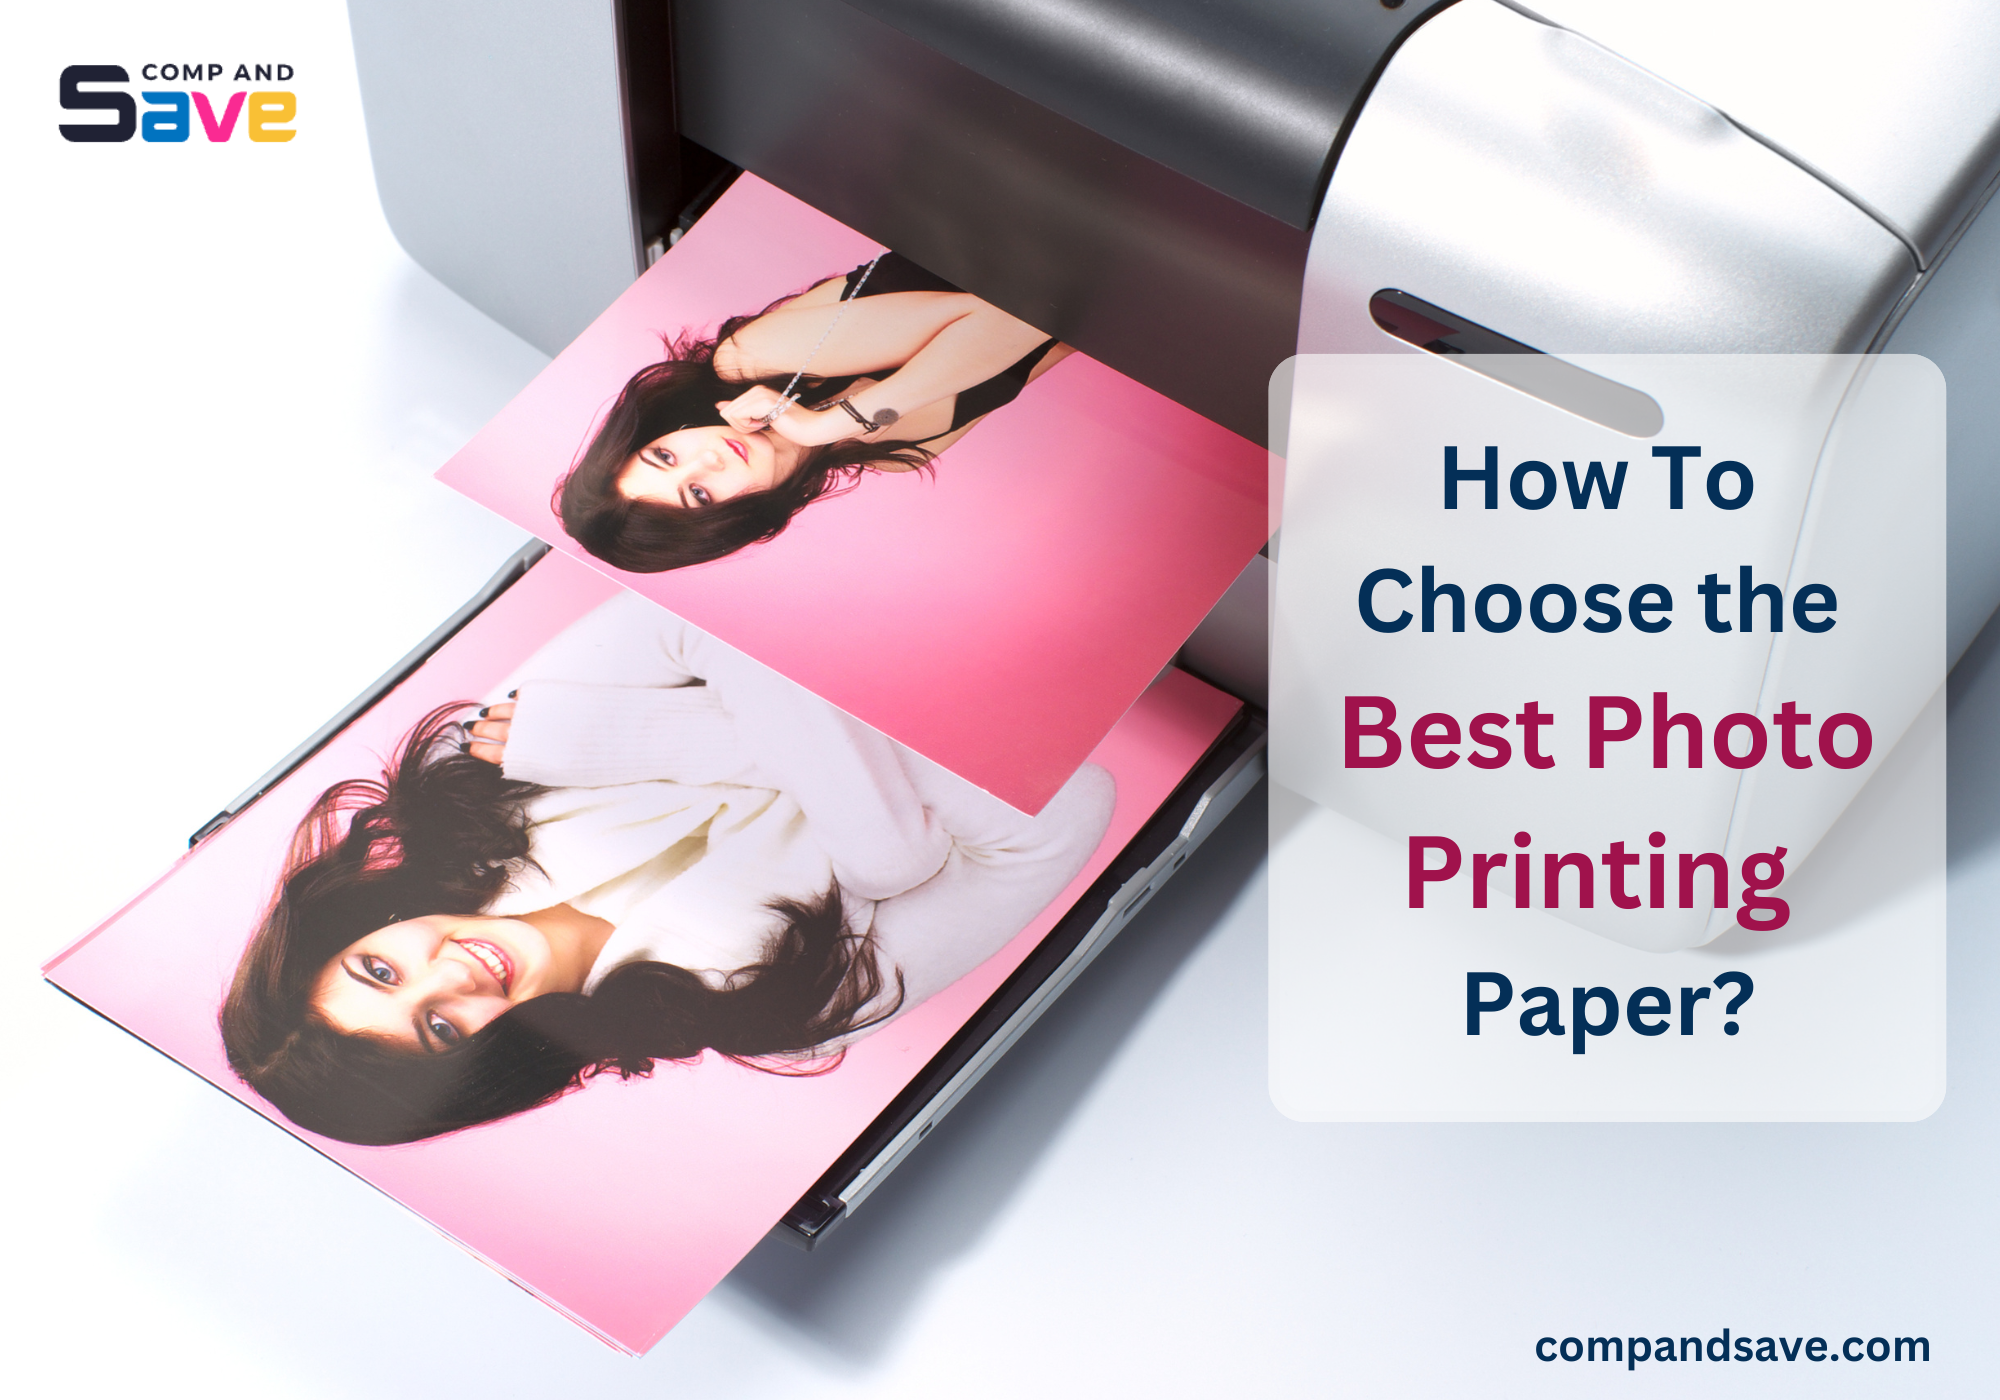 COMP AND
Save
How To
Choose the
Best Photo
Printing
Paper?
compandsave.com